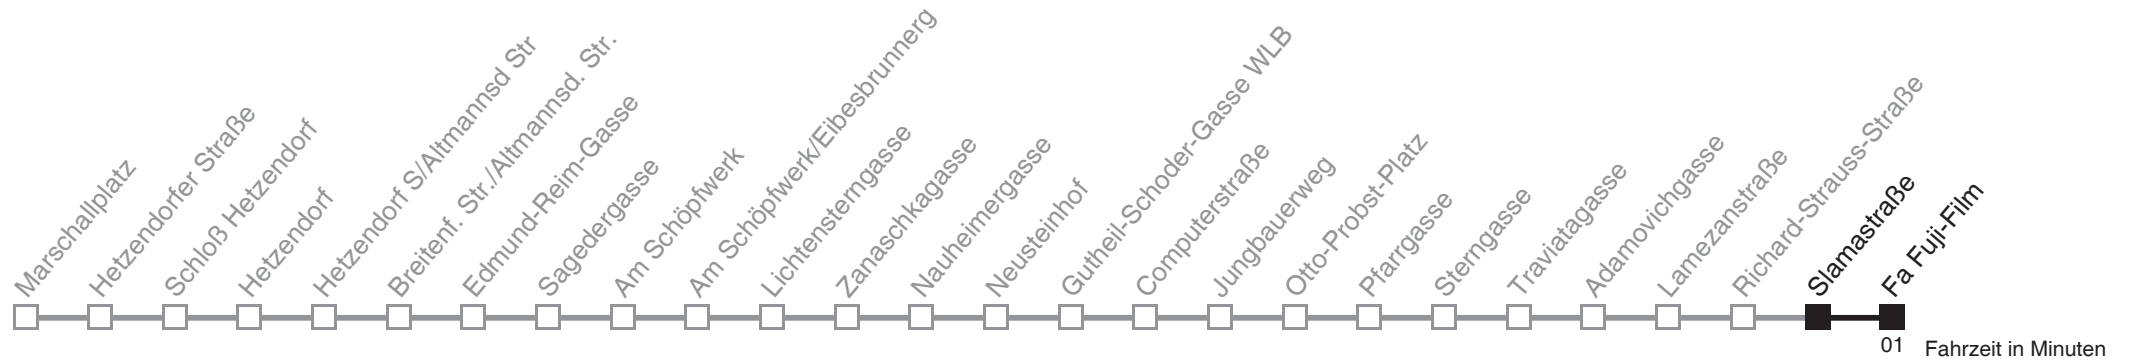 Marschallplatz
Hetzendorfer Straße
Schloß Hetzendorf
Hetzendorf
Hetzendorf S/Altmannsd Str
Breitenf. Str./Altmannsd. Str.
Edmund-Reim-Gasse
Sagedergasse
Am Schöpfwerk
Am Schöpfwerk/Eibesbrunnerg
Lichtensterngasse
Zanaschkagasse
Nauheimergasse
Neusteinhof
Gutheil-Schoder-Gasse WLB
Computerstraße
Jungbauerweg
Otto-Probst-Platz
Pfarrgasse
Sterngasse
Traviatagasse
Adamovichgasse
Lamezanstraße
Richard-Strauss-Straße
Slamastraße
Fa Fuji-Film
01 Fahrzeit in Minuten